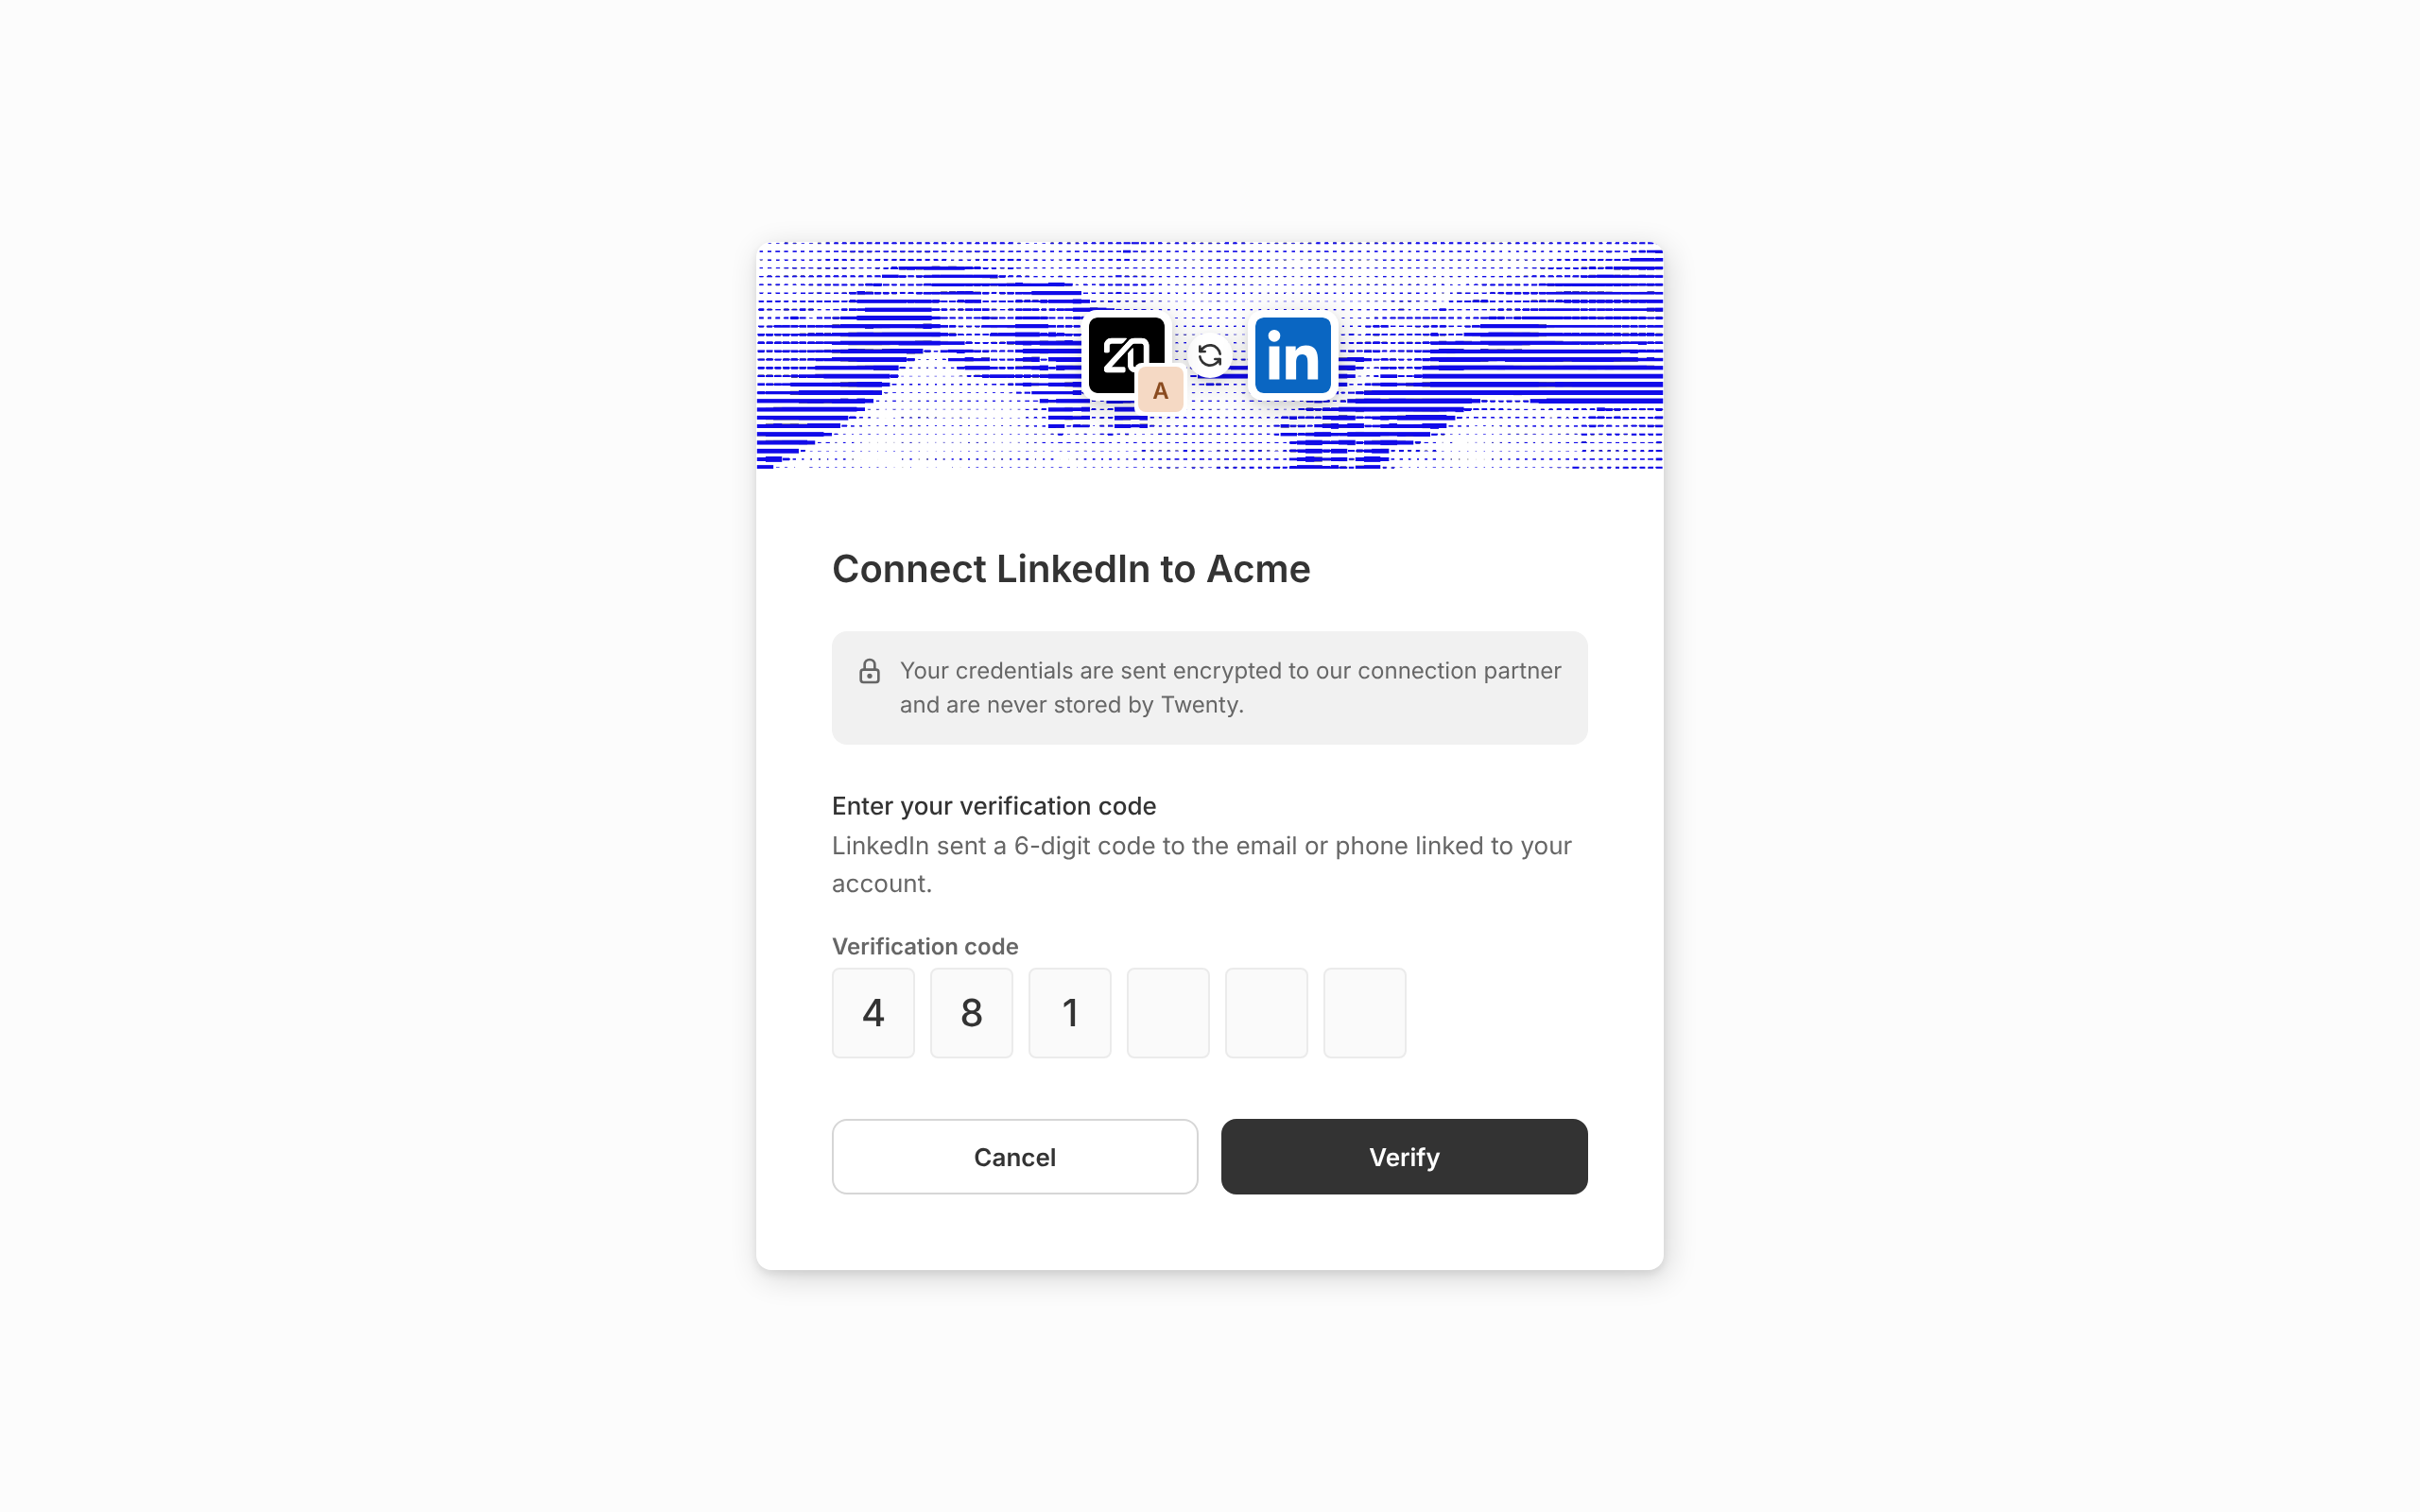 20
A
in
Connect LinkedIn to Acme
Your credentials are sent encrypted to our connection partner
and are never stored by Twenty.
Enter your verification code
LinkedIn sent a 6-digit code to the email or phone linked to your
account.
Verification code
4 8 1
Cancel Verify